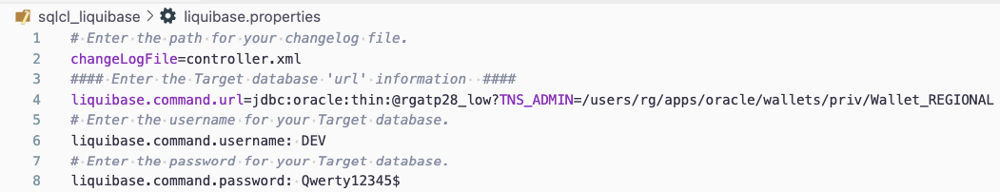 sqlcl_liquibase > liquibase.properties
1 # Enter the path for your changelog file.
2 changeLogFile=controller.xml
3 #### Enter the Target database 'url' information  ####
4 liquibase.command.url=jdbc:oracle:thin:@rgatp28_low?TNS_ADMIN=/users/rg/apps/oracle/wallets/priv/Wallet_REGIONAL
5 # Enter the username for your Target database.
6 liquibase.command.username: DEV
7 # Enter the password for your Target database.
8 liquibase.command.password: Qwerty12345$